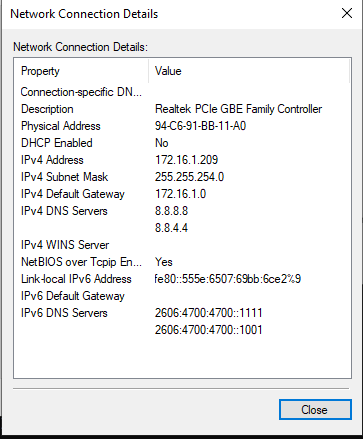 Network Connection Details
Network Connection Details:
Property Value
Connection-specific DN...
Description Realtek PCIe GBE Family Controller
Physical Address 94-C6-91-BB-11-A0
DHCP Enabled No
IPv4 Address 172.16.1.209
IPv4 Subnet Mask 255.255.254.0
IPv4 Default Gateway 172.16.1.0
IPv4 DNS Servers 8.8.8.8
8.8.4.4
IPv4 WINS Server
NetBIOS over Tcpip En... Yes
Link-local IPv6 Address fe80::555e:6507:69bb:6ce2%9
IPv6 Default Gateway
IPv6 DNS Servers 2606:4700:4700::1111
2606:4700:4700::1001
Close